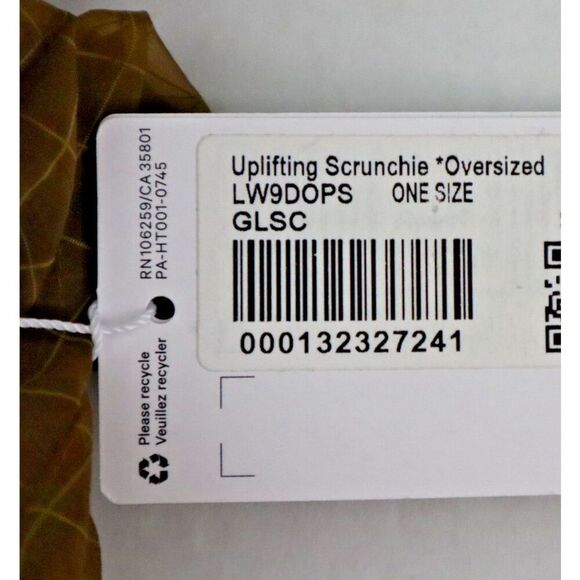 RN106259/CA 35801
PA-HT001-0745
Uplifting Scrunchie *Oversized
LW9DOPS ONE SIZE
GLSC
000132327241
Please recycle
Veuillez recycler